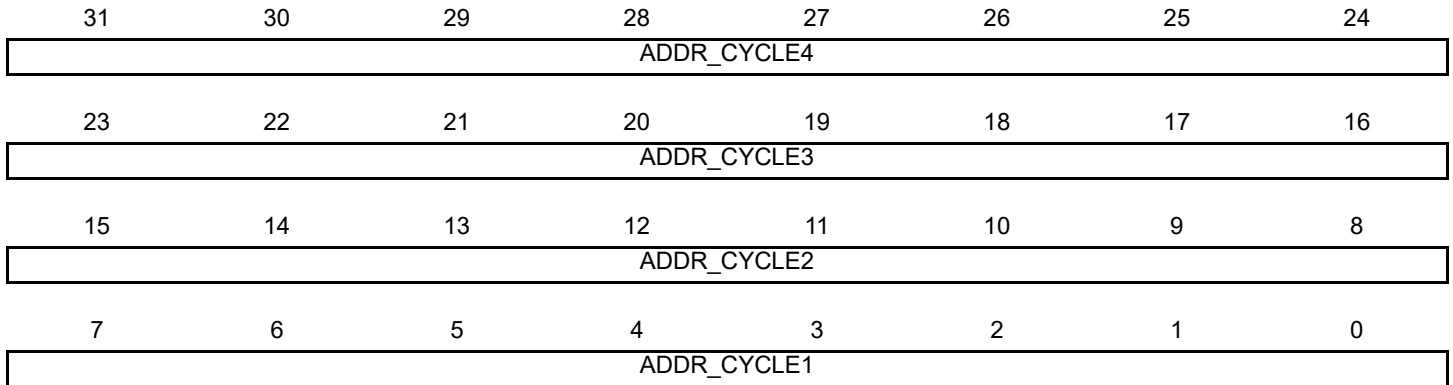 31 30 29 28 27 26 25 24
ADDR_CYCLE4
23 22 21 20 19 18 17 16
ADDR_CYCLE3
15 14 13 12 11 10 9 8
ADDR_CYCLE2
7 6 5 4 3 2 1 0
ADDR_CYCLE1